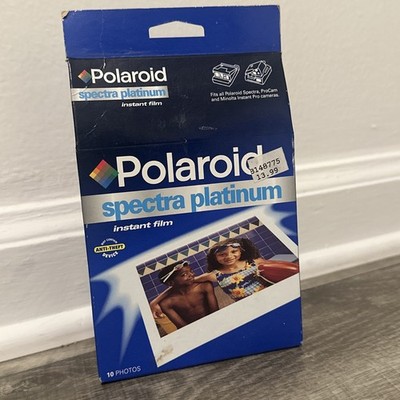 Polaroid
spectra platinum
instant film
Fits all Polaroid Spectra, ProCam
and Minolta Instant Pro cameras.
Polaroid
0148775
13.99
spectra platinum
instant film
ANTI-THEFT
DEVICE
10 PHOTOS